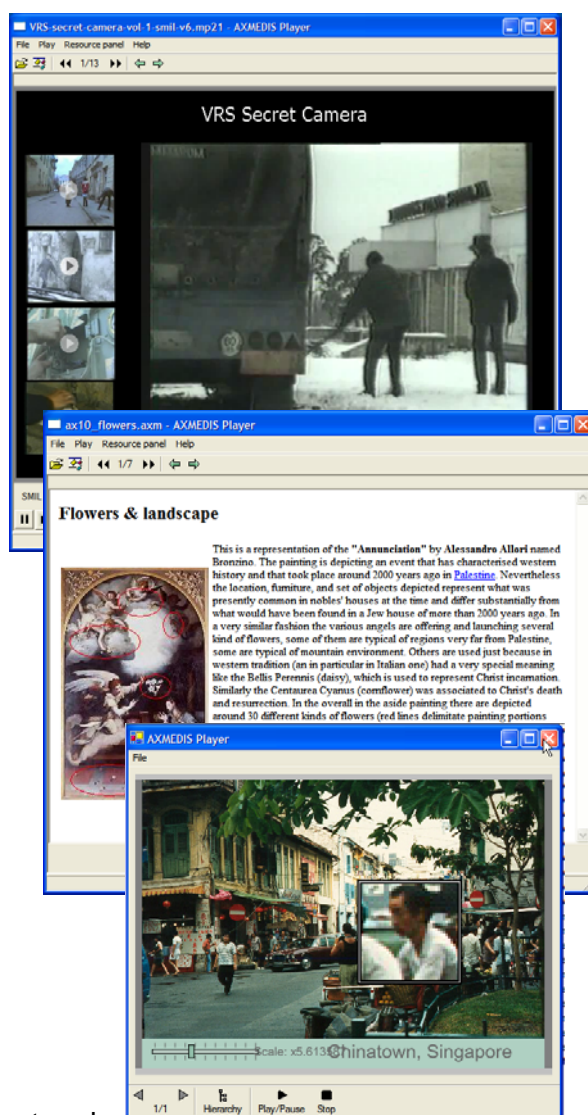 VRS-secret-camera-vol-1-smil-v6.mp21 - AXMEDIS Player
File Play Resource panel Help
1/13
VRS Secret Camera
SMIL
ax10_flowers.axm - AXMEDIS Player
File Play Resource panel Help
1/7
Flowers & landscape
This is a representation of the "Annunciation" by Alessandro Allori named
Bronzino. The painting is depicting an event that has characterised western
history and that took place around 2000 years ago in Palestine. Nevertheless
the location, furniture, and set of objects depicted represent what was
presently common in nobles' houses at the time and differ substantially from
what would have been found in a Jew house of more than 2000 years ago. In
a very similar fashion the various angels are offering and launching several
kind of flowers, some of them are typical of regions very far from Palestine,
some are typical of mountain environment. Others are used just because in
western tradition (an in particular in Italian one) had a very special meaning
like the Bellis Perennis (daisy), which is used to represent Christ incarnation.
Similarly the Centaurea Cyanus (cornflower) was associated to Christ's death
and resurrection. In the overall in the aside painting there are depicted
around 30 different kinds of flowers (red lines delimitate painting portions
AXMEDIS Player
File
Scale: x5.613
Chinatown, Singapore
1/1 Hierarchy Play/Pause Stop